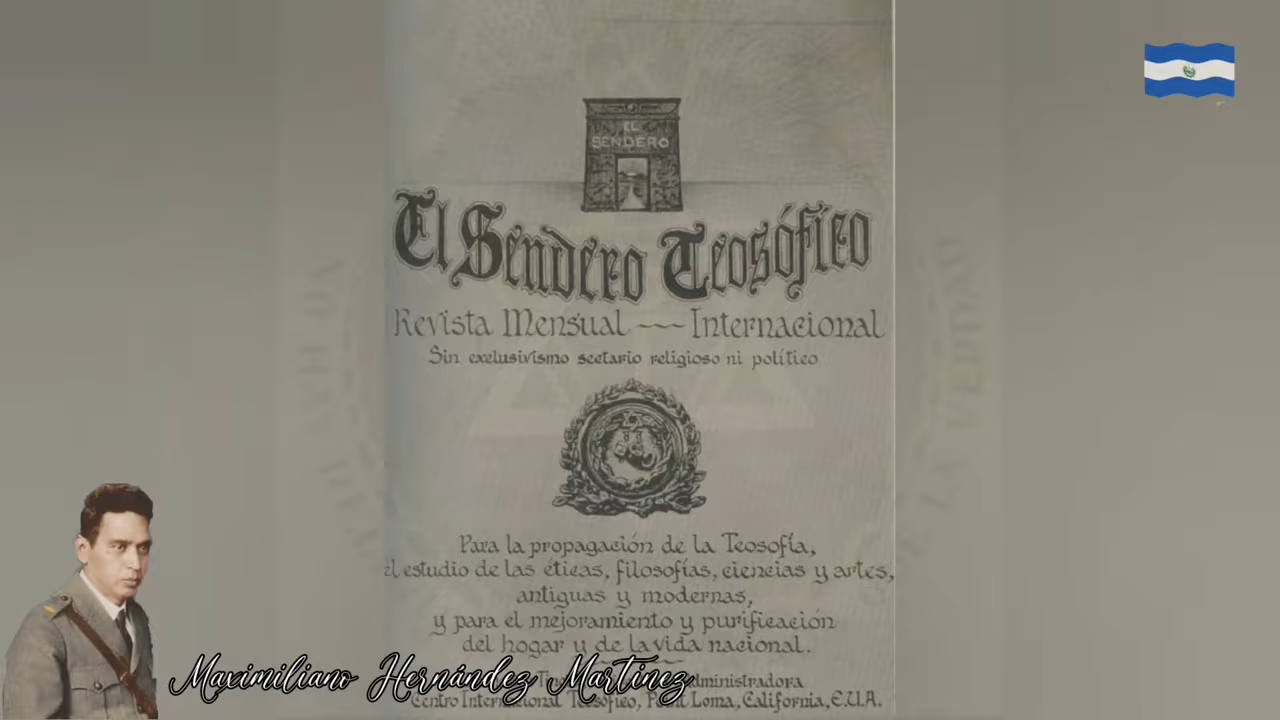 EL
SENDERO
El Sendero Teosófico
Revista Mensual — Internacional
Sin exclusivismo sectario religioso ni político
Para la propagación de la Teosofía,
el estudio de las éticas, filosofías, ciencias y artes,
antiguas y modernas,
y para el mejoramiento y purificación
del hogar y de la vida nacional.
Maximiliano Hernández Martínez
Centro Internacional Teosófico, Point Loma, California, E.U.A.